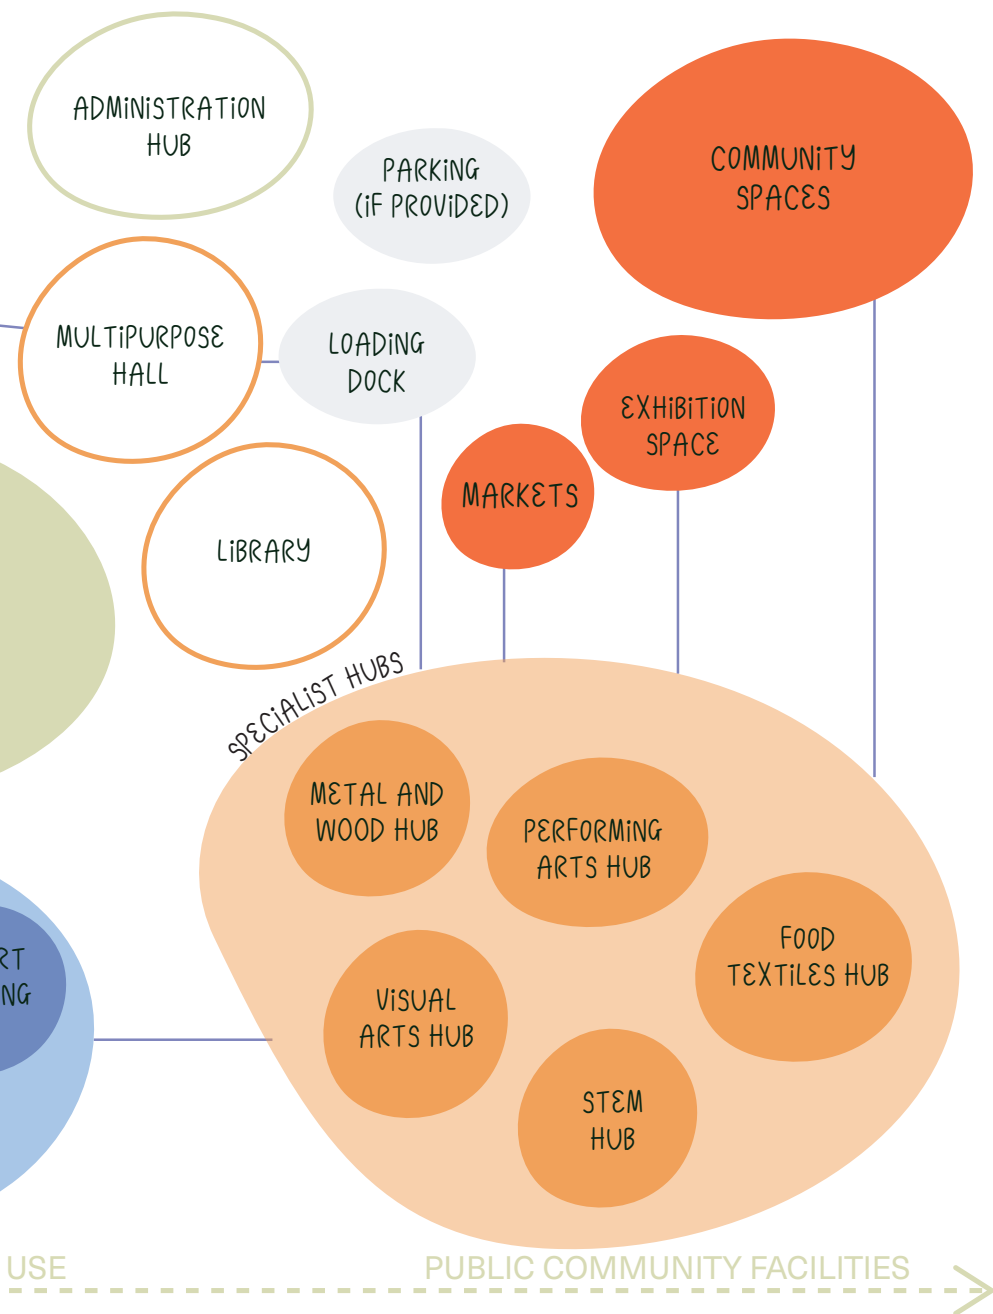 ADMINISTRATION
HUB
PARKING
(IF PROVIDED)
COMMUNITY
SPACES
MULTIPURPOSE
HALL
LOADING
DOCK
EXHIBITION
SPACE
MARKETS
LIBRARY
SPECIALIST HUBS
METAL AND
WOOD HUB
PERFORMING
ARTS HUB
FOOD
TEXTILES HUB
VISUAL
ARTS HUB
STEM
HUB
USE
PUBLIC COMMUNITY FACILITIES